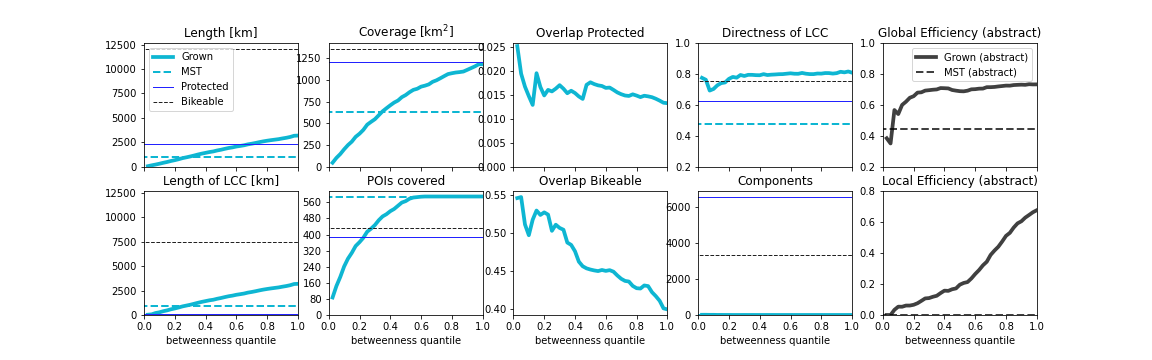 Length [km]
12500
10000
7500
5000
2500
0
Grown
MST
Protected
Bikeable
Coverage [km²]
1250
1000
750
500
250
0
Overlap Protected
0.025
0.020
0.015
0.010
0.005
0.000
Directness of LCC
1.0
0.8
0.6
0.4
0.2
Global Efficiency (abstract)
1.0
0.8
0.6
0.4
0.2
Grown (abstract)
MST (abstract)
Length of LCC [km]
12500
10000
7500
5000
2500
0
0.0 0.2 0.4 0.6 0.8 1.0
betweenness quantile
POIs covered
560
480
400
320
240
160
80
0
0.0 0.2 0.4 0.6 0.8 1.0
betweenness quantile
Overlap Bikeable
0.55
0.50
0.45
0.40
0.0 0.2 0.4 0.6 0.8 1.0
betweenness quantile
Components
6000
4000
2000
0
0.0 0.2 0.4 0.6 0.8 1.0
betweenness quantile
Local Efficiency (abstract)
0.8
0.6
0.4
0.2
0.0
0.0 0.2 0.4 0.6 0.8 1.0
betweenness quantile